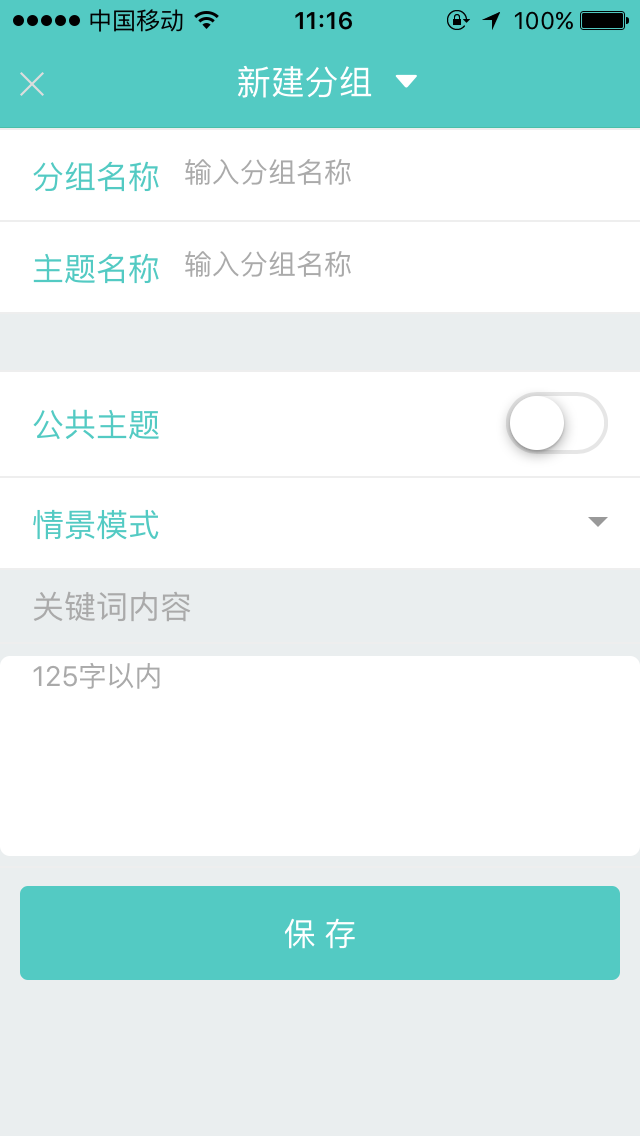 中国移动 11:16 100%
新建分组
分组名称 输入分组名称
主题名称 输入分组名称
公共主题
情景模式
关键词内容
125字以内
保存